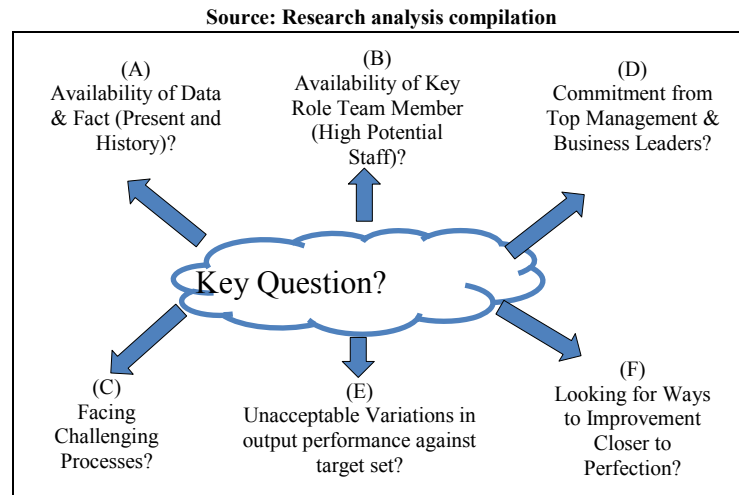 Source: Research analysis compilation
(A)
Availability of Data
& Fact (Present and
History)?
(B)
Availability of Key
Role Team Member
(High Potential
Staff)?
(D)
Commitment from
Top Management &
Business Leaders?
Key Question?
(C)
Facing
Challenging
Processes?
(E)
Unacceptable Variations in
output performance against
target set?
(F)
Looking for Ways
to Improvement
Closer to
Perfection?